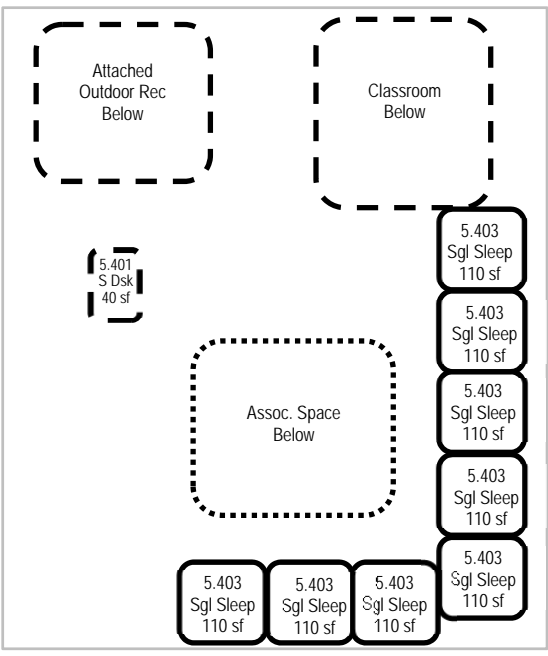 Attached
Outdoor Rec
Below
Classroom
Below
5.403
Sgl Sleep
110 sf
5.401
S Dsk
40 sf
5.403
Sgl Sleep
110 sf
Assoc. Space
Below
5.403
Sgl Sleep
110 sf
5.403
Sgl Sleep
110 sf
5.403
Sgl Sleep
110 sf
5.403
Sgl Sleep
110 sf
5.403
Sgl Sleep
110 sf
5.403
Sgl Sleep
110 sf